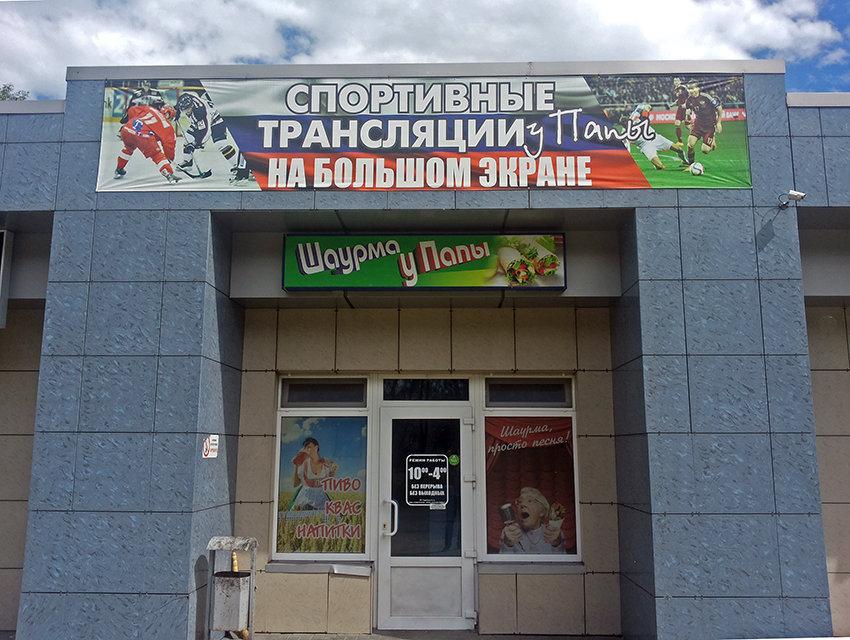 СПОРТИВНЫЕ
ТРАНСЛЯЦИИ у Папы
НА БОЛЬШОМ ЭКРАНЕ
Шаурма у Папы
ПИВО
КВАС
НАПИТКИ
РЕЖИМ РАБОТЫ
10⁰⁰-4⁰⁰
БЕЗ ПЕРЕРЫВА
БЕЗ ВЫХОДНЫХ
Шаурма,
просто песня!